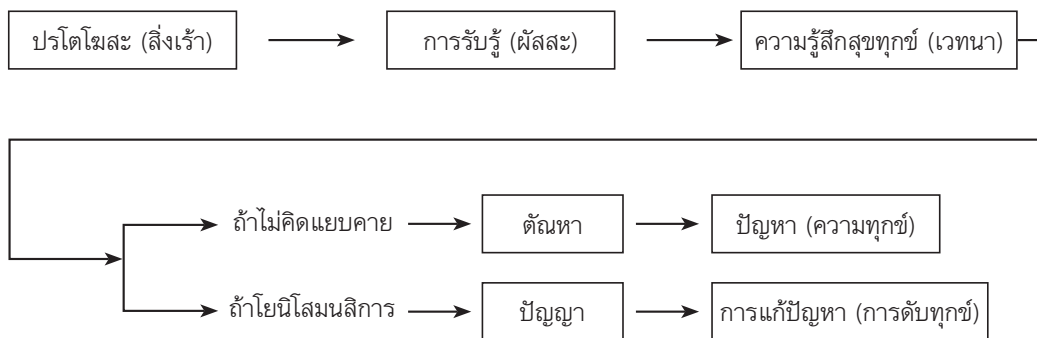 ปรโตโฆสะ (สิ่งเร้า) การรับรู้ (ผัสสะ) ความรู้สึกสุขทุกข์ (เวทนา)
ถ้าไม่คิดแยบคาย ตัณหา ปัญหา (ความทุกข์)
ถ้าโยนิโสมนสิการ ปัญญา การแก้ปัญหา (การดับทุกข์)